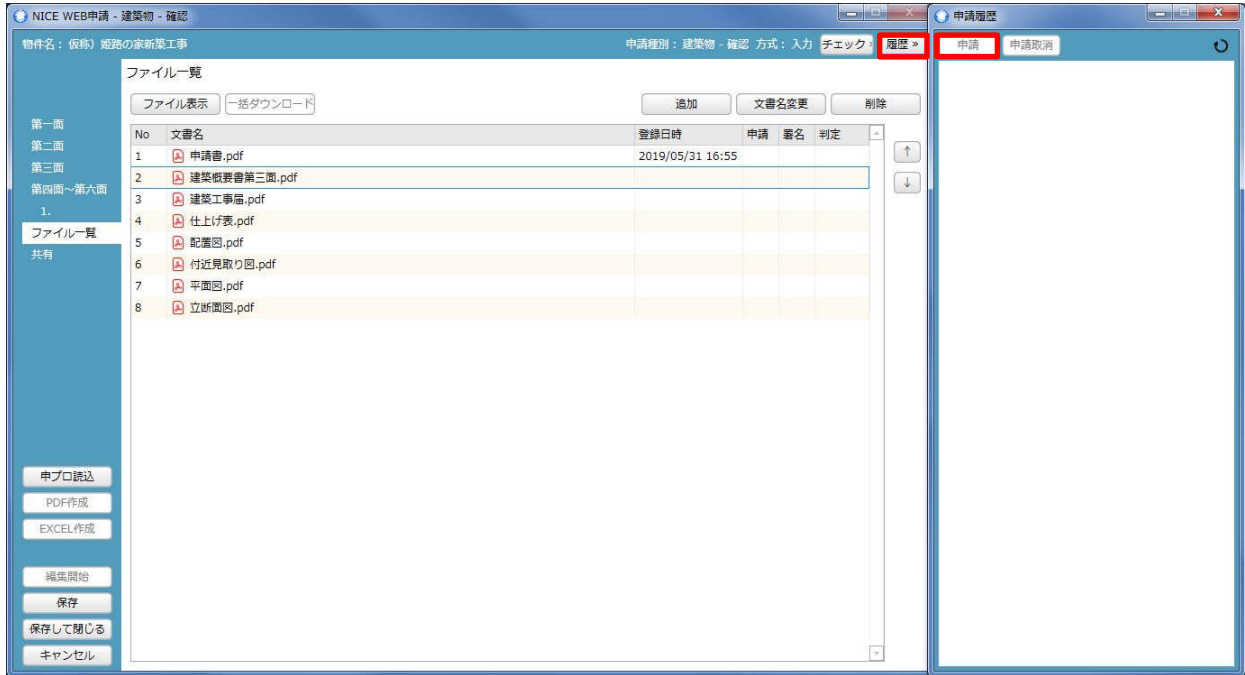 NICE WEB申請 - 建築物 - 確認
物件名： 仮称）姫路の家新築工事
申請種別：建築物 - 確認 方式：入力
チェック »
履歴 »
第一面
第二面
第三面
第四面～第六面
1.
ファイル一覧
共有
申プロ読込
PDF作成
EXCEL作成
編集開始
保存
保存して閉じる
キャンセル
ファイル一覧
ファイル表示 一括ダウンロード 追加 文書名変更 削除
No 文書名 登録日時 申請 署名 判定
1 申請書.pdf 2019/05/31 16:55
2 建築概要書第三面.pdf
3 建築工事届.pdf
4 仕上げ表.pdf
5 配置図.pdf
6 付近見取り図.pdf
7 平面図.pdf
8 立断面図.pdf
↑
↓
申請履歴
申請 申請取消